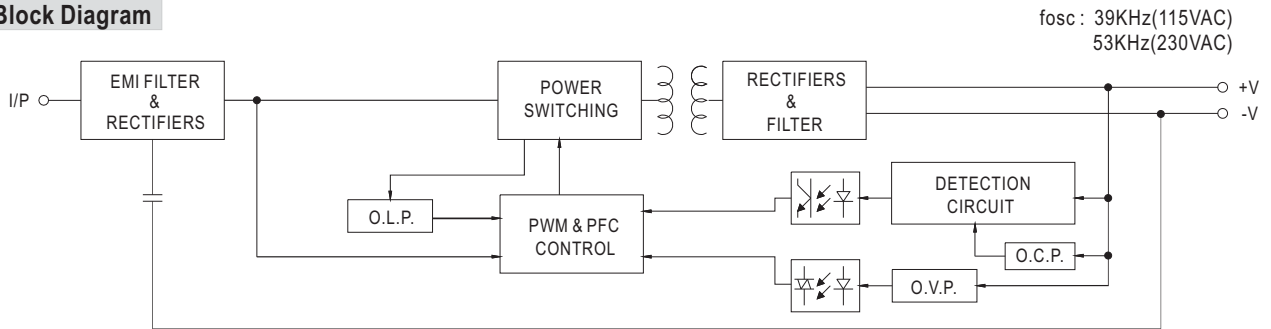 Block Diagram
fosc : 39KHz(115VAC)
53KHz(230VAC)
I/P
EMI FILTER
&
RECTIFIERS
POWER
SWITCHING
RECTIFIERS
&
FILTER
+V
-V
O.L.P.
PWM & PFC
CONTROL
DETECTION
CIRCUIT
O.C.P.
O.V.P.